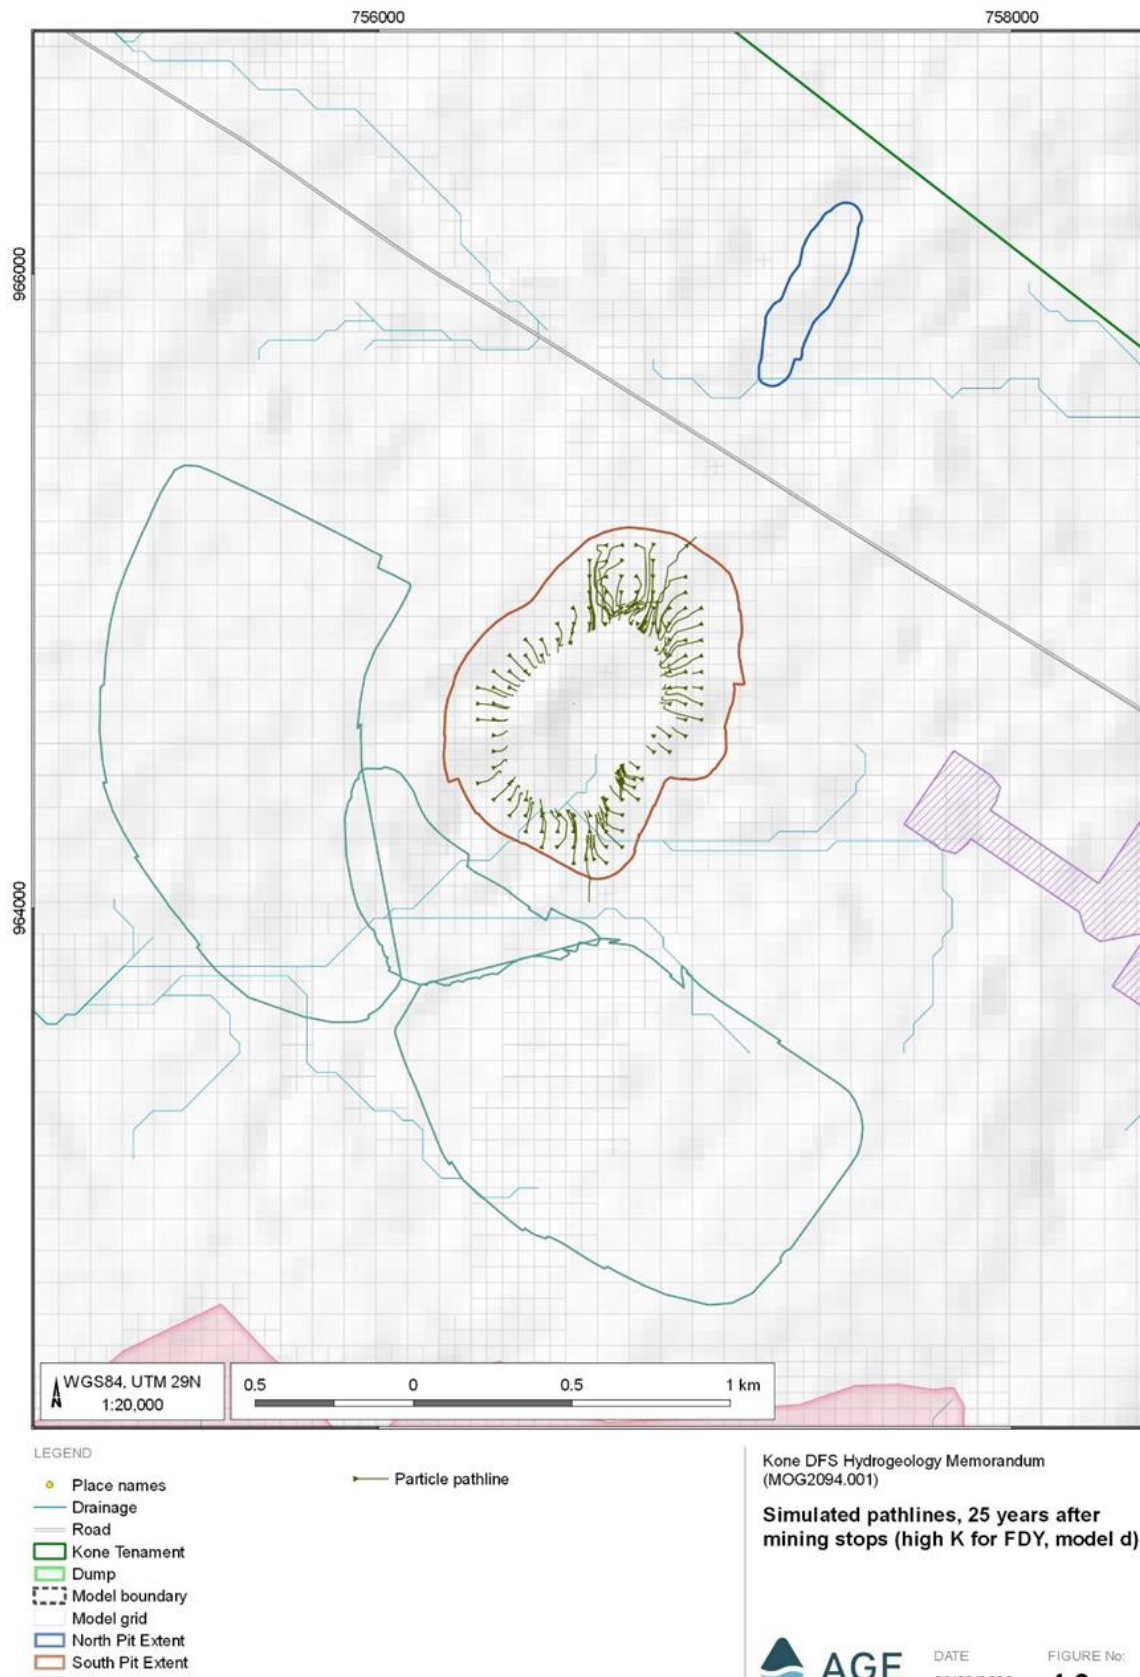 756000
758000
966000
964000
WGS84, UTM 29N
1:20,000
N
0.5 0 0.5 1 km
LEGEND
Place names
Drainage
Road
Kone Tenament
Dump
Model boundary
Model grid
North Pit Extent
South Pit Extent
Particle pathline
Kone DFS Hydrogeology Memorandum
(MOG2094.001)
Simulated pathlines, 25 years after
mining stops (high K for FDY, model d)
AGE
DATE
FIGURE No: